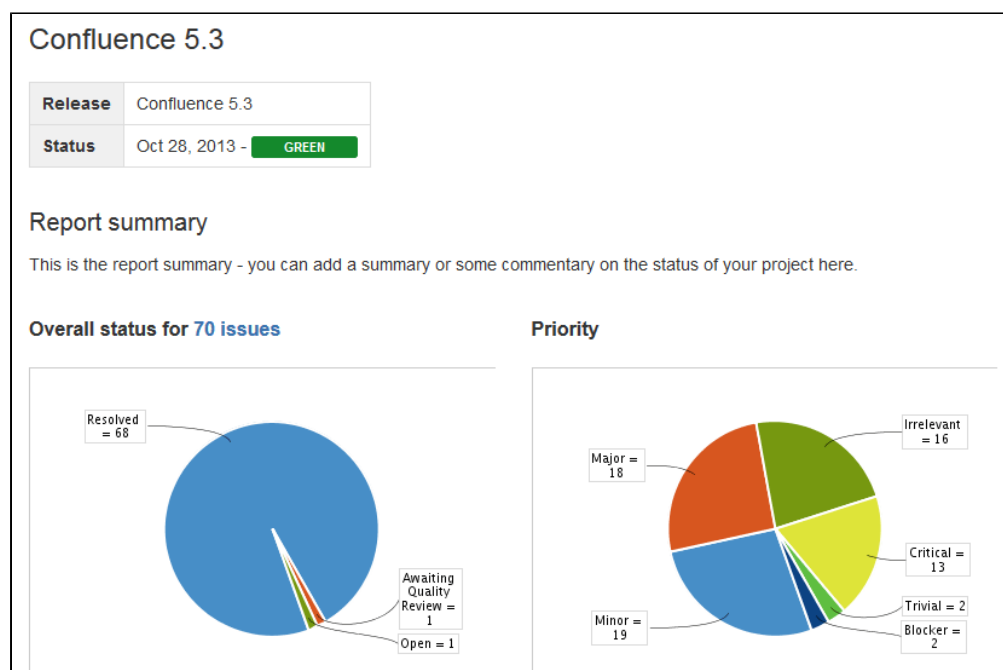 Confluence 5.3
Release Confluence 5.3
Status Oct 28, 2013 - GREEN
Report summary
This is the report summary - you can add a summary or some commentary on the status of your project here.
Overall status for 70 issues
Resolved
= 68
Awaiting
Quality
Review =
1
Open = 1
Priority
Irrelevant
= 16
Major =
18
Critical =
13
Trivial = 2
Minor =
19
Blocker =
2